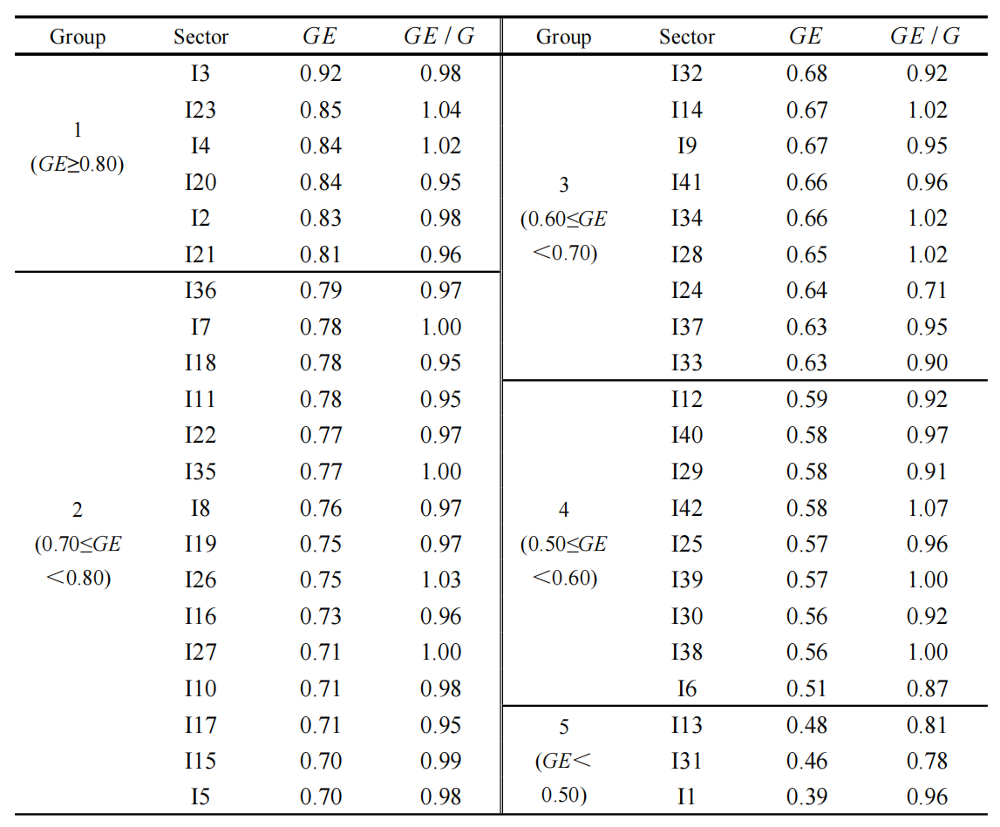 Group Sector GE GE / G Group Sector GE GE / G
I3 0.92 0.98 I32 0.68 0.92
I23 0.85 1.04 I14 0.67 1.02
1
I4 0.84 1.02 I9 0.67 0.95
(GE≥0.80)
I20 0.84 0.95 I41 0.66 0.96
3
I2 0.83 0.98 (0.60≤GE I34 0.66 1.02
I21 0.81 0.96 <0.70) I28 0.65 1.02
I36 0.79 0.97 I24 0.64 0.71
I7 0.78 1.00 I37 0.63 0.95
I18 0.78 0.95 I33 0.63 0.90
I11 0.78 0.95 I12 0.59 0.92
I22 0.77 0.97 I40 0.58 0.97
I35 0.77 1.00 I29 0.58 0.91
2 I8 0.76 0.97 4 I42 0.58 1.07
(0.70≤GE I19 0.75 0.97 (0.50≤GE I25 0.57 0.96
<0.80) I26 0.75 1.03 <0.60) I39 0.57 1.00
I16 0.73 0.96 I30 0.56 0.92
I27 0.71 1.00 I38 0.56 1.00
I10 0.71 0.98 I6 0.51 0.87
I17 0.71 0.95 5 I13 0.48 0.81
I15 0.70 0.99 (GE< I31 0.46 0.78
I5 0.70 0.98 0.50) I1 0.39 0.96